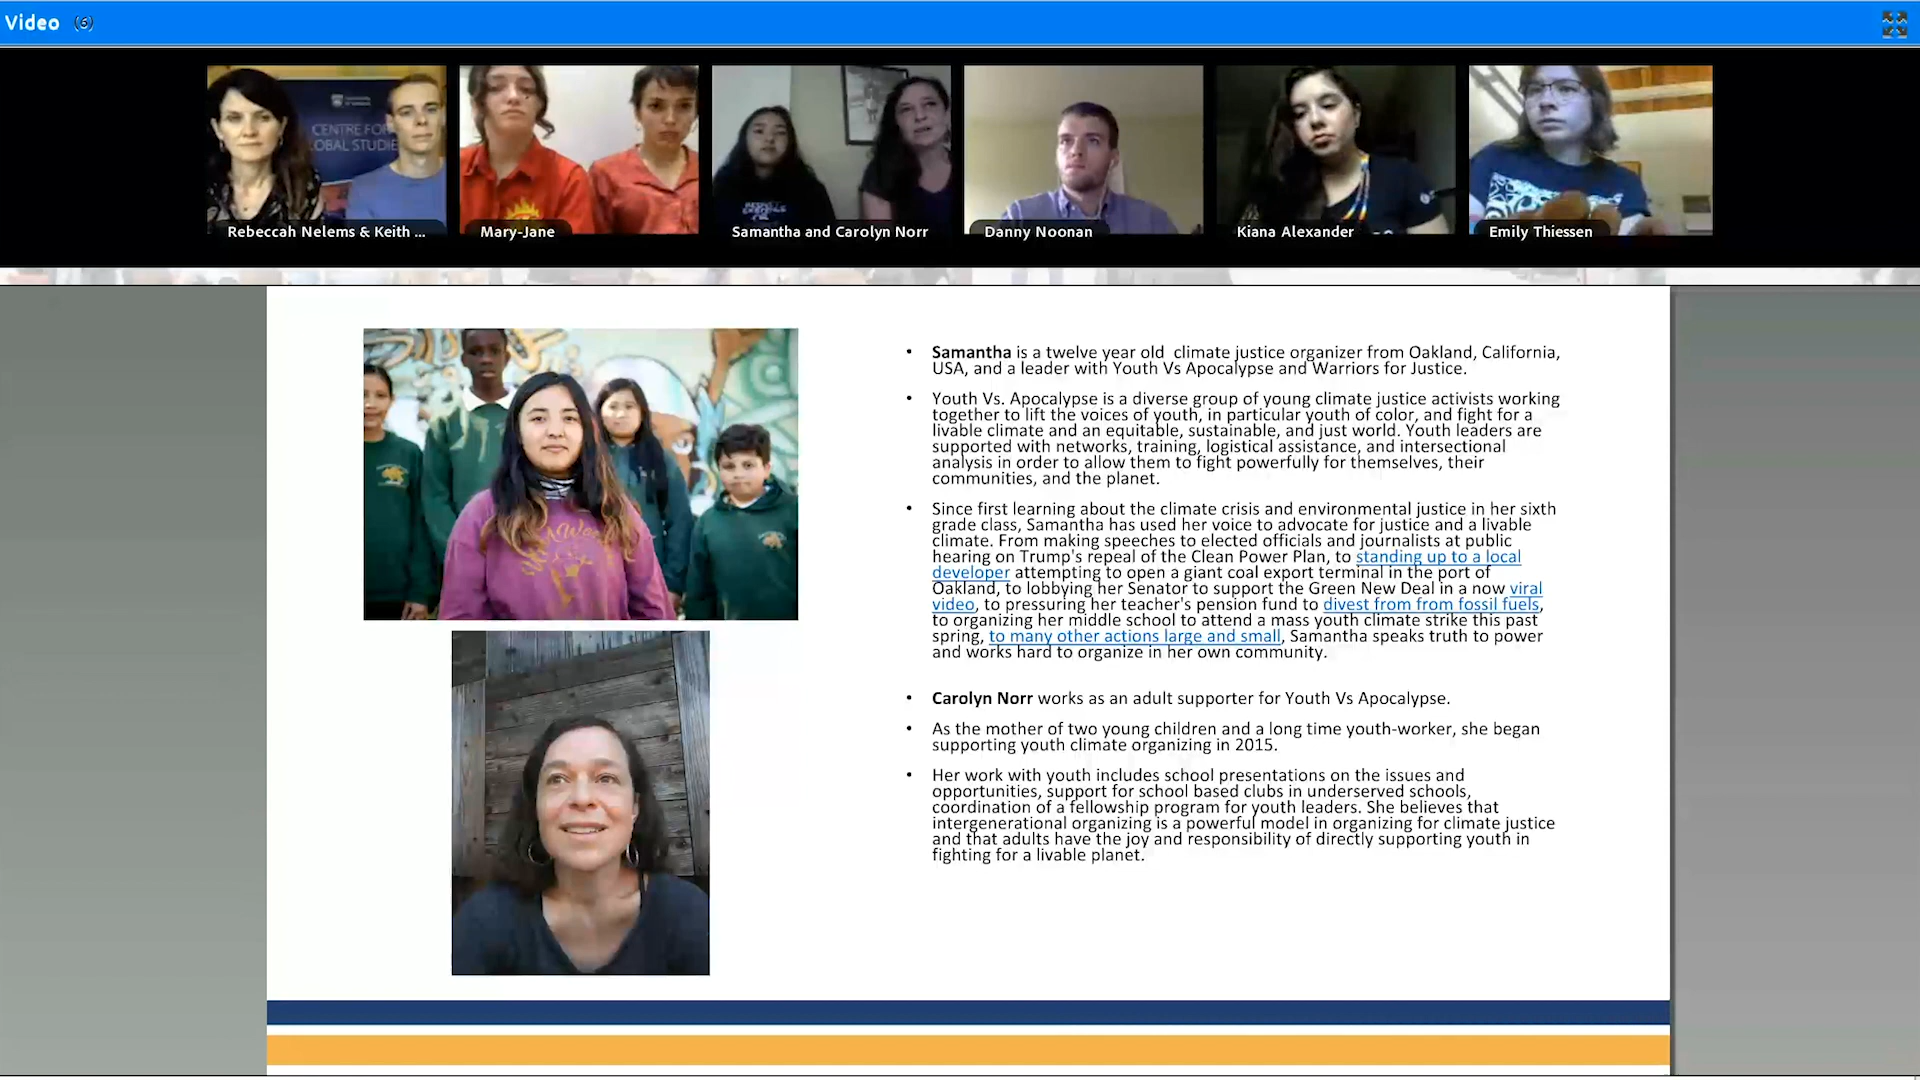 Video (6)
CENTRE FOR
GLOBAL STUDIES
Rebeccah Nelems & Keith ...
Mary-Jane
Samantha and Carolyn Norr
Danny Noonan
Kiana Alexander
Emily Thiessen
• Samantha is a twelve year old climate justice organizer from Oakland, California,
USA, and a leader with Youth Vs Apocalypse and Warriors for Justice.
• Youth Vs. Apocalypse is a diverse group of young climate justice activists working
together to lift the voices of youth, in particular youth of color, and fight for a
livable climate and an equitable, sustainable, and just world. Youth leaders are
supported with networks, training, logistical assistance, and intersectional
analysis in order to allow them to fight powerfully for themselves, their
communities, and the planet.
• Since first learning about the climate crisis and environmental justice in her sixth
grade class, Samantha has used her voice to advocate for justice and a livable
climate. From making speeches to elected officials and journalists at public
hearing on Trump's repeal of the Clean Power Plan, to standing up to a local
developer attempting to open a giant coal export terminal in the port of
Oakland, to lobbying her Senator to support the Green New Deal in a now viral
video, to pressuring her teacher's pension fund to divest from from fossil fuels,
to organizing her middle school to attend a mass youth climate strike this past
spring, to many other actions large and small, Samantha speaks truth to power
and works hard to organize in her own community.
• Carolyn Norr works as an adult supporter for Youth Vs Apocalypse.
• As the mother of two young children and a long time youth-worker, she began
supporting youth climate organizing in 2015.
• Her work with youth includes school presentations on the issues and
opportunities, support for school based clubs in underserved schools,
coordination of a fellowship program for youth leaders. She believes that
intergenerational organizing is a powerful model in organizing for climate justice
and that adults have the joy and responsibility of directly supporting youth in
fighting for a livable planet.